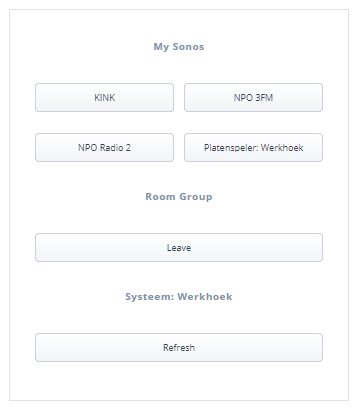 My Sonos
KINK
NPO 3FM
NPO Radio 2
Platenspeler: Werkhoek
Room Group
Leave
Systeem: Werkhoek
Refresh